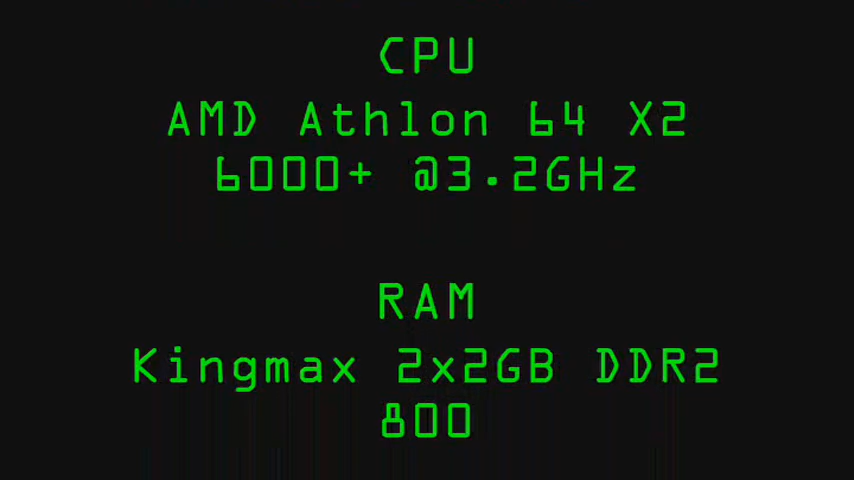 CPU
AMD Athlon 64 X2
6000+ @3.2GHz
RAM
Kingmax 2x2GB DDR2
800